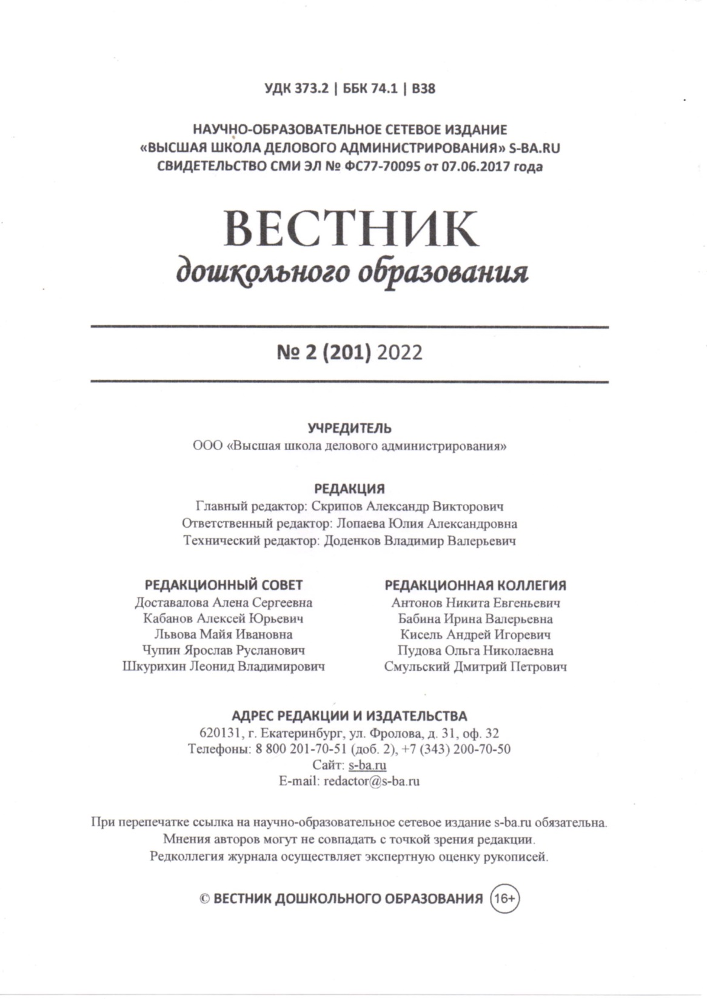 УДК 373.2 | ББК 74.1 | В38
НАУЧНО-ОБРАЗОВАТЕЛЬНОЕ СЕТЕВОЕ ИЗДАНИЕ
«ВЫСШАЯ ШКОЛА ДЕЛОВОГО АДМИНИСТРИРОВАНИЯ» S-BA.RU
СВИДЕТЕЛЬСТВО СМИ ЭЛ № ФС77-70095 от 07.06.2017 года
ВЕСТНИК
дошкольного образования
№ 2 (201) 2022
УЧРЕДИТЕЛЬ
ООО «Высшая школа делового администрирования»
РЕДАКЦИЯ
Главный редактор: Скрипов Александр Викторович
Ответственный редактор: Лопаева Юлия Александровна
Технический редактор: Доденков Владимир Валерьевич
РЕДАКЦИОННЫЙ СОВЕТ
Доставалова Алена Сергеевна
Кабанов Алексей Юрьевич
Львова Майя Ивановна
Чупин Ярослав Русланович
Шкурихин Леонид Владимирович
РЕДАКЦИОННАЯ КОЛЛЕГИЯ
Антонов Никита Евгеньевич
Бабина Ирина Валерьевна
Кисель Андрей Игоревич
Пудова Ольга Николаевна
Смульский Дмитрий Петрович
АДРЕС РЕДАКЦИИ И ИЗДАТЕЛЬСТВА
620131, г. Екатеринбург, ул. Фролова, д. 31, оф. 32
Телефоны: 8 800 201-70-51 (доб. 2), +7 (343) 200-70-50
Сайт: s-ba.ru
E-mail: redactor@s-ba.ru
При перепечатке ссылка на научно-образовательное сетевое издание s-ba.ru обязательна.
Мнения авторов могут не совпадать с точкой зрения редакции.
Редколлегия журнала осуществляет экспертную оценку рукописей.
© ВЕСТНИК ДОШКОЛЬНОГО ОБРАЗОВАНИЯ 16+